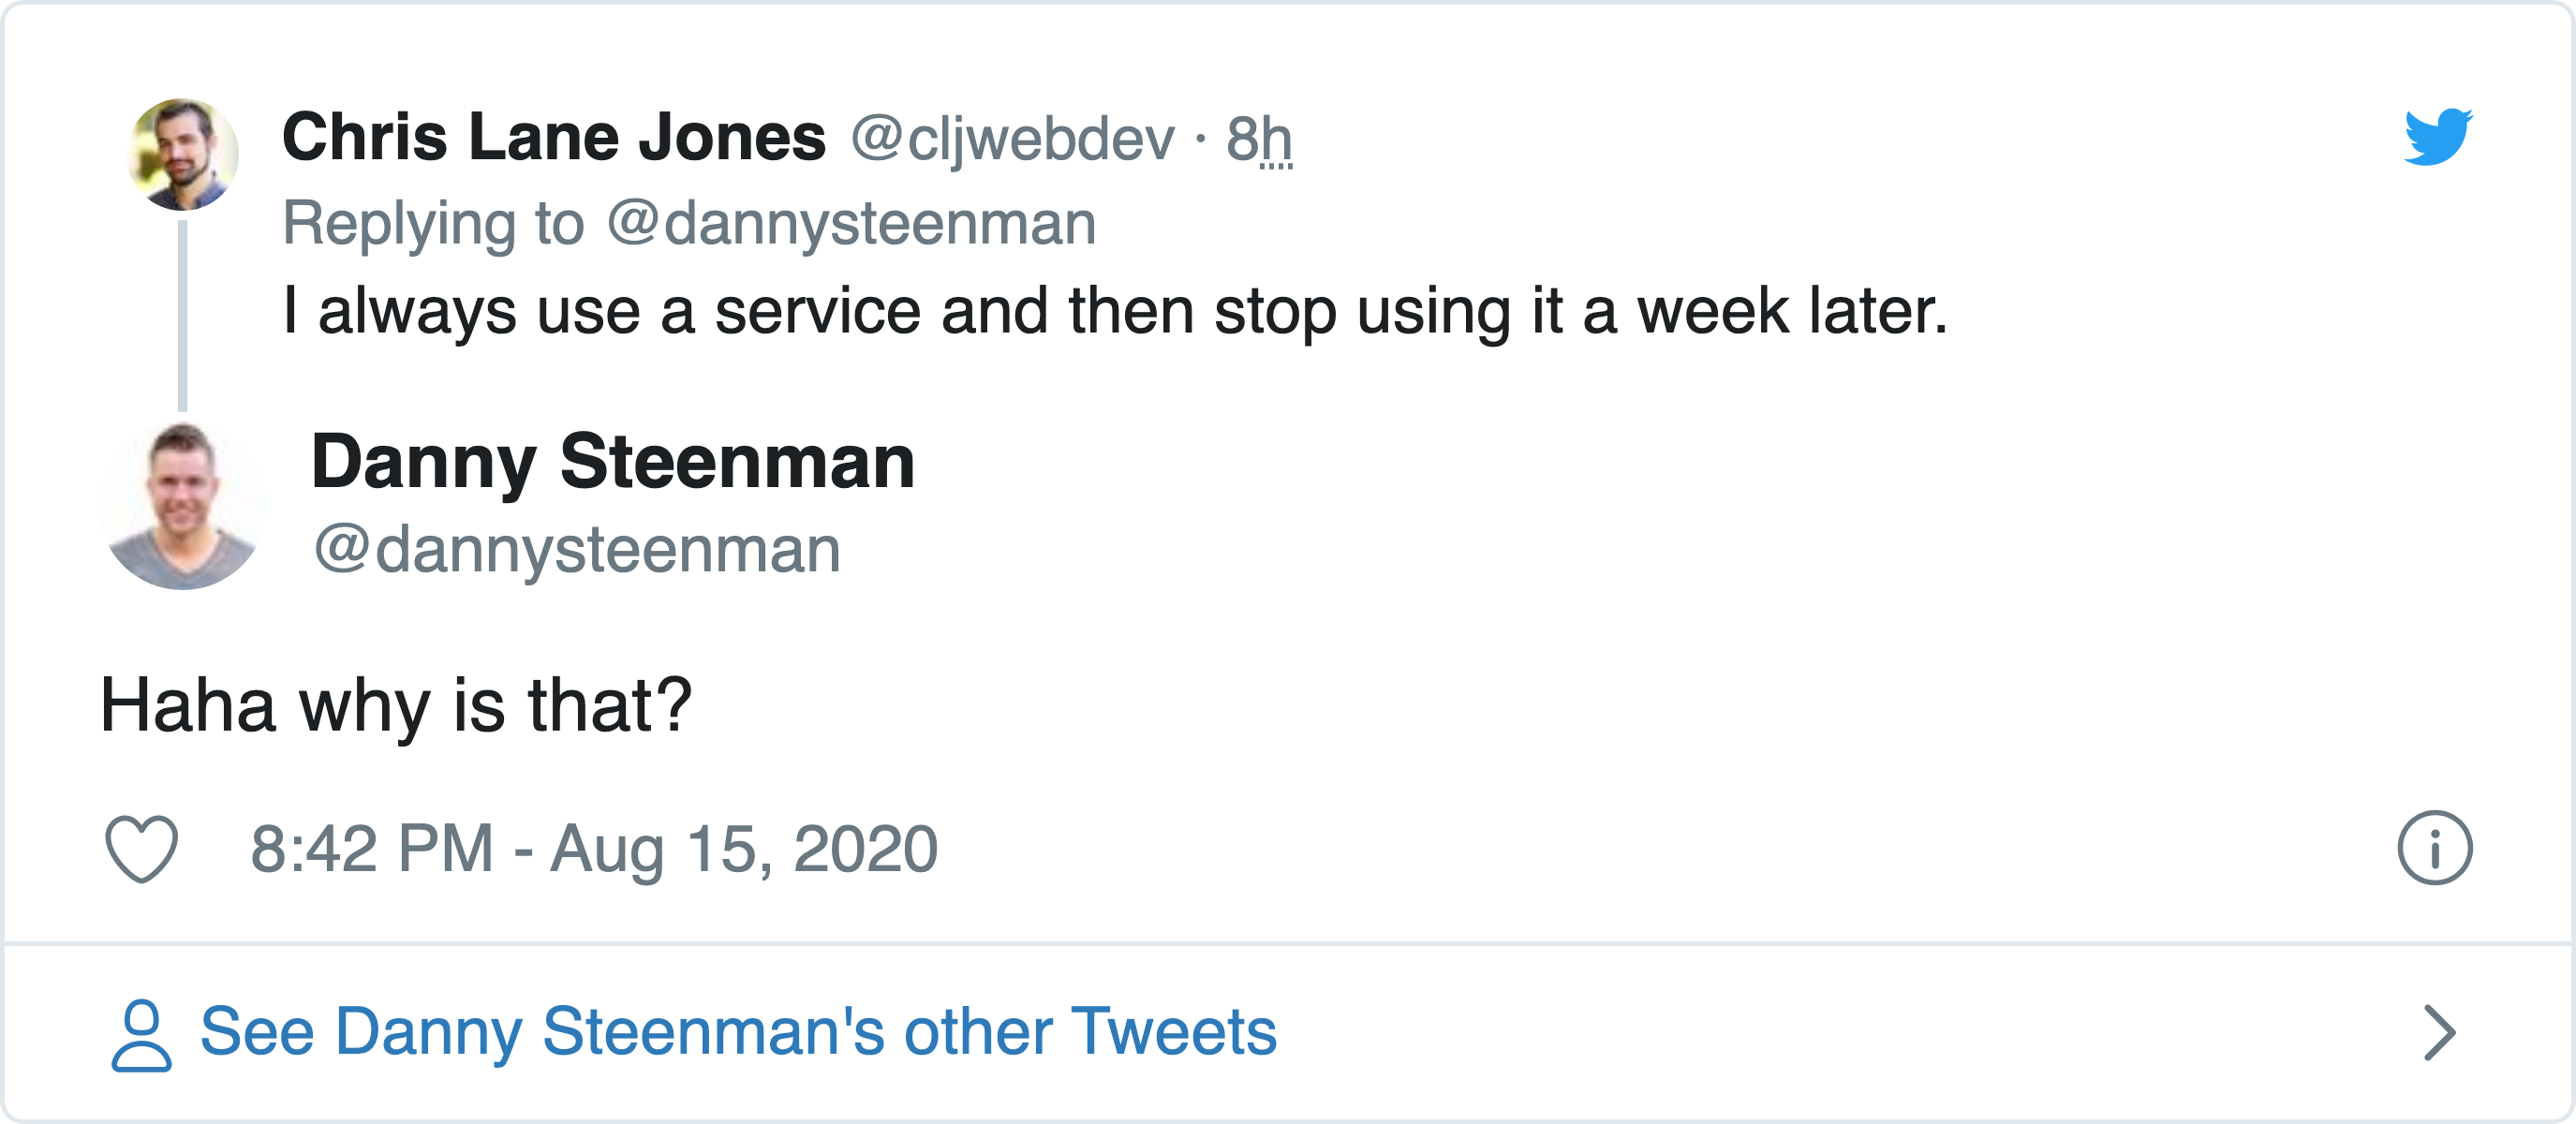 Chris Lane Jones @cljwebdev · 8h
Replying to @dannysteenman
I always use a service and then stop using it a week later.
Danny Steenman
@dannysteenman
Haha why is that?
8:42 PM - Aug 15, 2020
See Danny Steenman's other Tweets